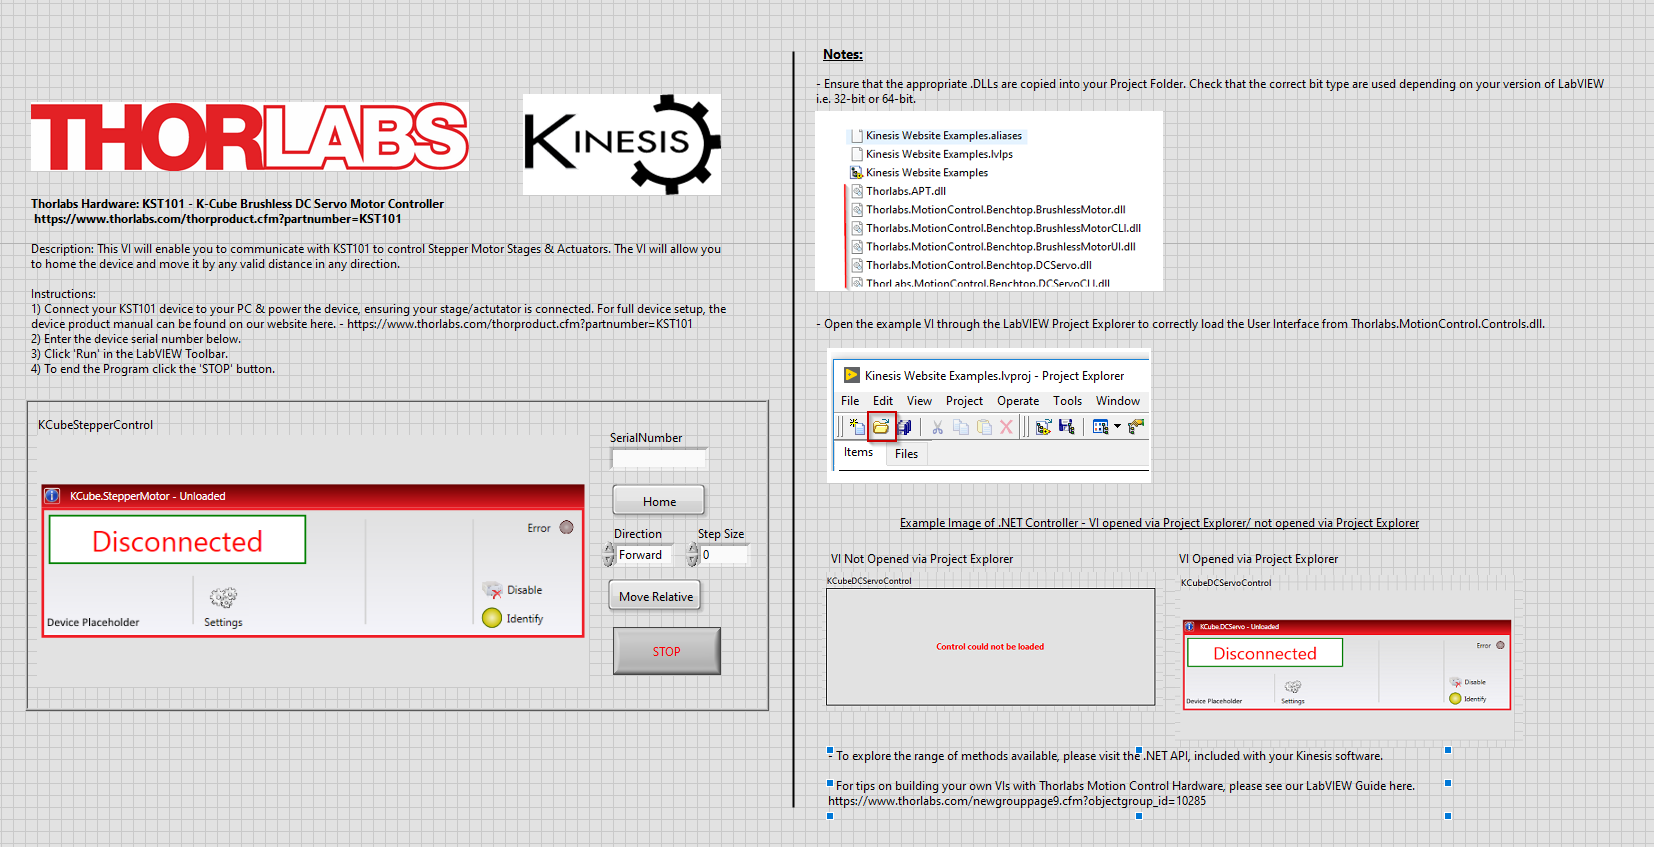 THORLABS
KINESIS
Thorlabs Hardware: KST101 - K-Cube Brushless DC Servo Motor Controller
https://www.thorlabs.com/thorproduct.cfm?partnumber=KST101
Description: This VI will enable you to communicate with KST101 to control Stepper Motor Stages & Actuators. The VI will allow you
to home the device and move it by any valid distance in any direction.
Instructions:
1) Connect your KST101 device to your PC & power the device, ensuring your stage/actutator is connected. For full device setup, the
device product manual can be found on our website here. - https://www.thorlabs.com/thorproduct.cfm?partnumber=KST101
2) Enter the device serial number below.
3) Click 'Run' in the LabVIEW Toolbar.
4) To end the Program click the 'STOP' button.
KCubeStepperControl
KCube.StepperMotor - Unloaded
Disconnected
Error
Disable
Identify
Device Placeholder
Settings
SerialNumber
Home
Direction
Step Size
Forward
0
Move Relative
STOP
Notes:
- Ensure that the appropriate .DLLs are copied into your Project Folder. Check that the correct bit type are used depending on your version of LabVIEW
i.e. 32-bit or 64-bit.
Kinesis Website Examples.aliases
Kinesis Website Examples.lvlps
Kinesis Website Examples
Thorlabs.APT.dll
Thorlabs.MotionControl.Benchtop.BrushlessMotor.dll
Thorlabs.MotionControl.Benchtop.BrushlessMotorCLI.dll
Thorlabs.MotionControl.Benchtop.BrushlessMotorUI.dll
Thorlabs.MotionControl.Benchtop.DCServo.dll
ThorLabs.MotionControl.Benchtop.DCServoCLI.dll
- Open the example VI through the LabVIEW Project Explorer to correctly load the User Interface from Thorlabs.MotionControl.Controls.dll.
Kinesis Website Examples.lvproj - Project Explorer
File Edit View Project Operate Tools Window
Items Files
Example Image of .NET Controller - VI opened via Project Explorer/ not opened via Project Explorer
VI Not Opened via Project Explorer
KCubeDCServoControl
Control could not be loaded
VI Opened via Project Explorer
KCubeDCServoControl
KCube.DCServo - Unloaded
Disconnected
Error
Disable
Identify
Device Placeholder
Settings
- To explore the range of methods available, please visit the .NET API, included with your Kinesis software.
For tips on building your own VIs with Thorlabs Motion Control Hardware, please see our LabVIEW Guide here.
https://www.thorlabs.com/newgrouppage9.cfm?objectgroup_id=10285